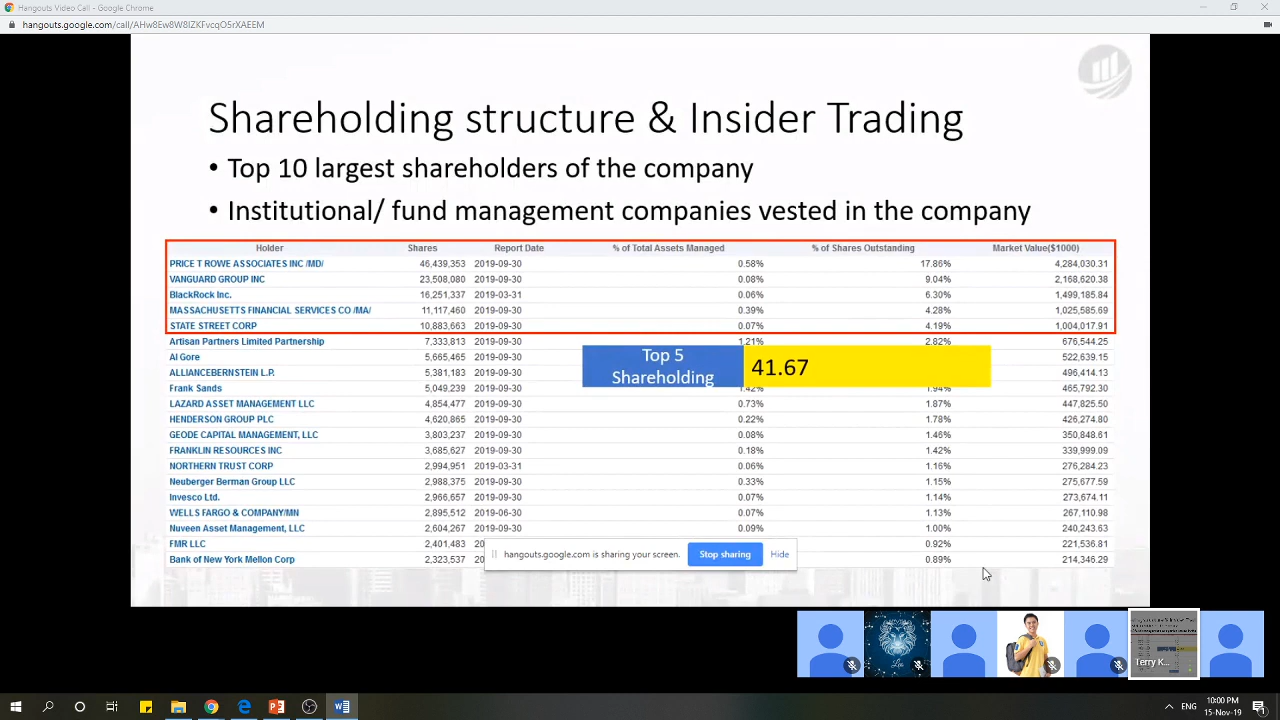 Hangouts Video Call - Google Chrome
hangouts.google.com/call/AHw8Ew8W8IZKFvcqO5rXAEEM
Shareholding structure & Insider Trading
• Top 10 largest shareholders of the company
• Institutional/ fund management companies vested in the company
Holder Shares Report Date % of Total Assets Managed % of Shares Outstanding Market Value($1000)
PRICE T ROWE ASSOCIATES INC /MD/ 46,439,353 2019-09-30 0.58% 17.86% 4,284,030.31
VANGUARD GROUP INC 23,508,080 2019-09-30 0.08% 9.04% 2,168,620.38
BlackRock Inc. 16,251,337 2019-03-31 0.06% 6.30% 1,499,185.84
MASSACHUSETTS FINANCIAL SERVICES CO /MA/ 11,117,460 2019-09-30 0.39% 4.28% 1,025,585.69
STATE STREET CORP 10,883,663 2019-09-30 0.07% 4.19% 1,004,017.91
Artisan Partners Limited Partnership 7,333,813 2019-09-30 1.21% 2.82% 676,544.25
Al Gore 5,665,465 2019-09-30 522,639.15
ALLIANCEBERNSTEIN L.P. 5,381,183 2019-09-30 496,414.13
Frank Sands 5,049,239 2019-09-30 1.42% 1.94% 465,792.30
Top 5
Shareholding 41.67
LAZARD ASSET MANAGEMENT LLC 4,854,477 2019-09-30 0.73% 1.87% 447,825.50
HENDERSON GROUP PLC 4,620,865 2019-09-30 0.22% 1.78% 426,274.80
GEODE CAPITAL MANAGEMENT, LLC 3,803,237 2019-09-30 0.08% 1.46% 350,848.61
FRANKLIN RESOURCES INC 3,685,627 2019-09-30 0.18% 1.42% 339,999.09
NORTHERN TRUST CORP 2,994,951 2019-03-31 0.06% 1.16% 276,284.23
Neuberger Berman Group LLC 2,988,375 2019-09-30 0.33% 1.15% 275,677.59
Invesco Ltd. 2,966,657 2019-09-30 0.07% 1.14% 273,674.11
WELLS FARGO & COMPANY/MN 2,895,512 2019-06-30 0.07% 1.13% 267,110.98
Nuveen Asset Management, LLC 2,604,267 2019-09-30 0.09% 1.00% 240,243.63
FMR LLC 2,401,483 20 0.92% 221,536.81
Bank of New York Mellon Corp 2,323,537 20 0.89% 214,346.29
hangouts.google.com is sharing your screen. Stop sharing Hide
Terry K...
10:00 PM
ENG
15-Nov-19